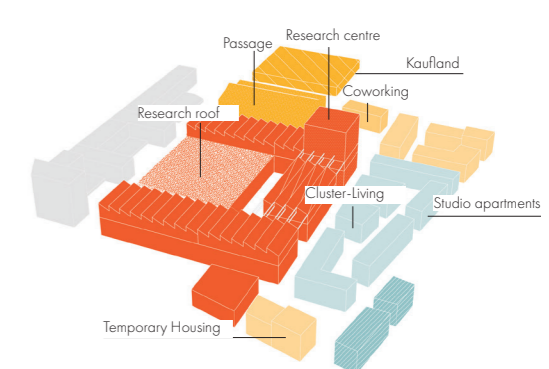 Research centre
Passage
Kaufland
Coworking
Research roof
Cluster-Living
Studio apartments
Temporary Housing